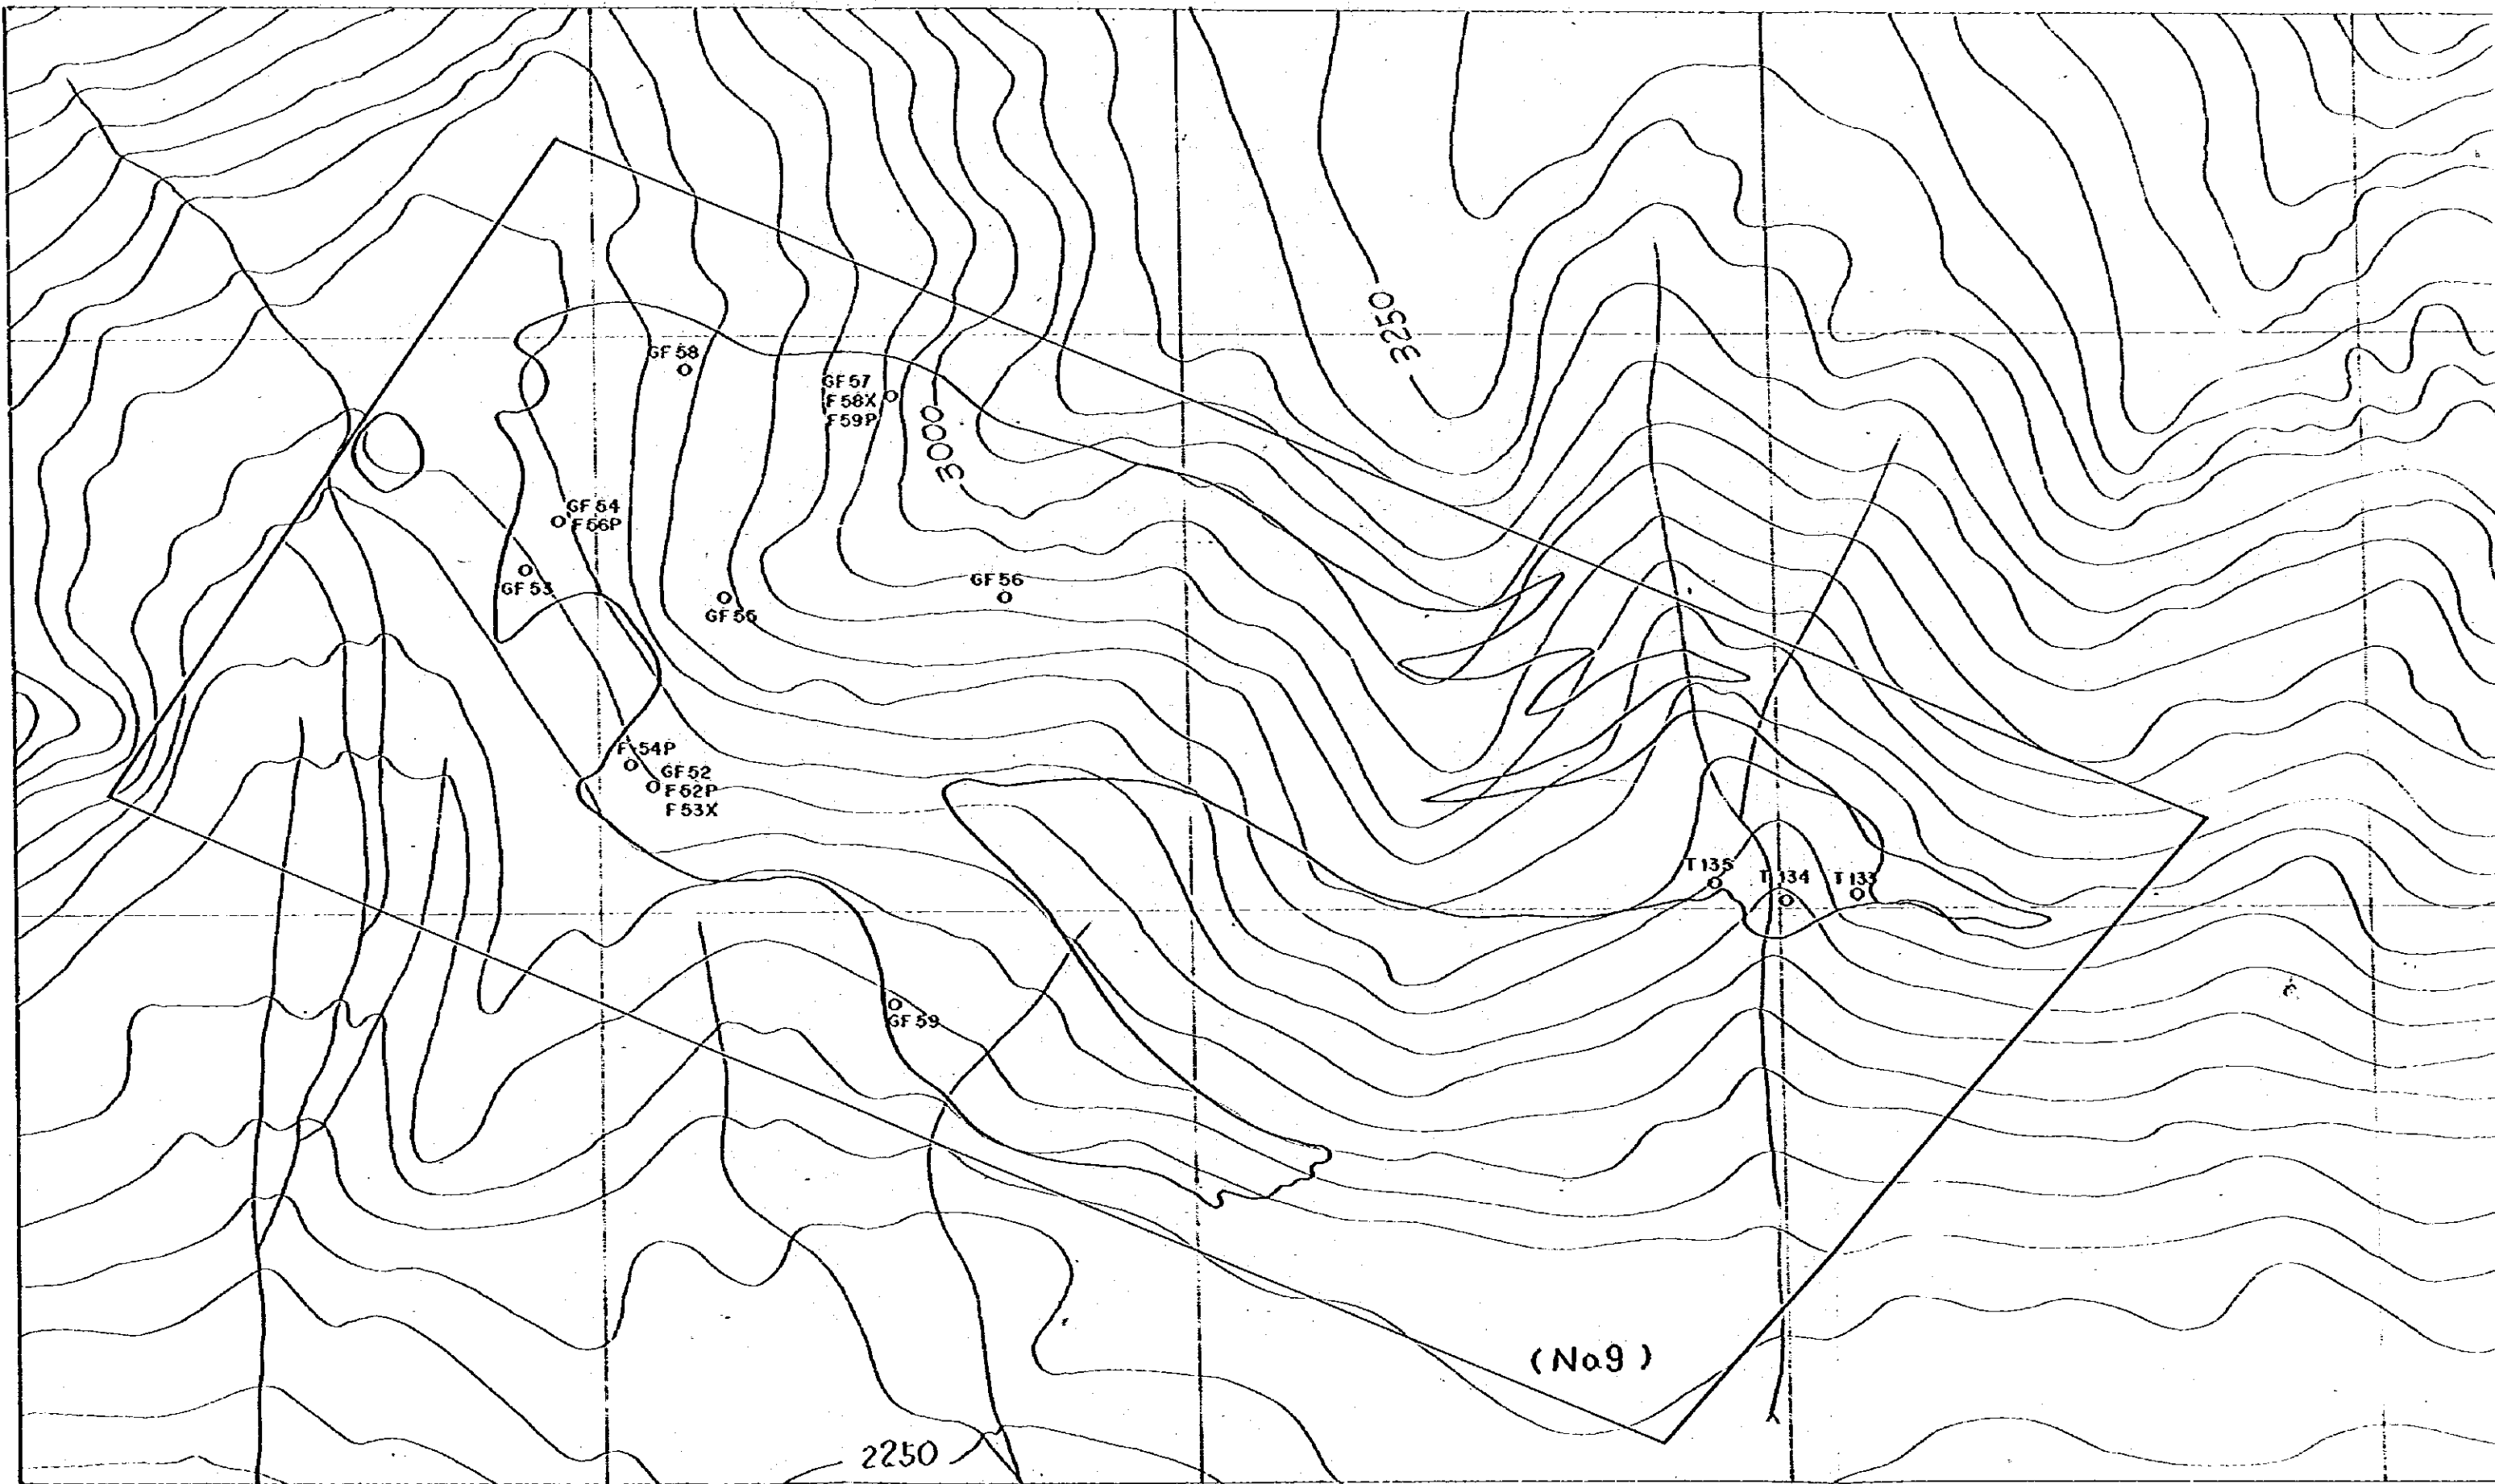 3250
GF 58
GF 57
F 58X
F 59P
3000
GF 54
F 56P
GF 53
GF 55
GF 56
F 54P
GF 52
F 52P
F 53X
T 135
T 134
T 133
GF 59
(No9)
2250